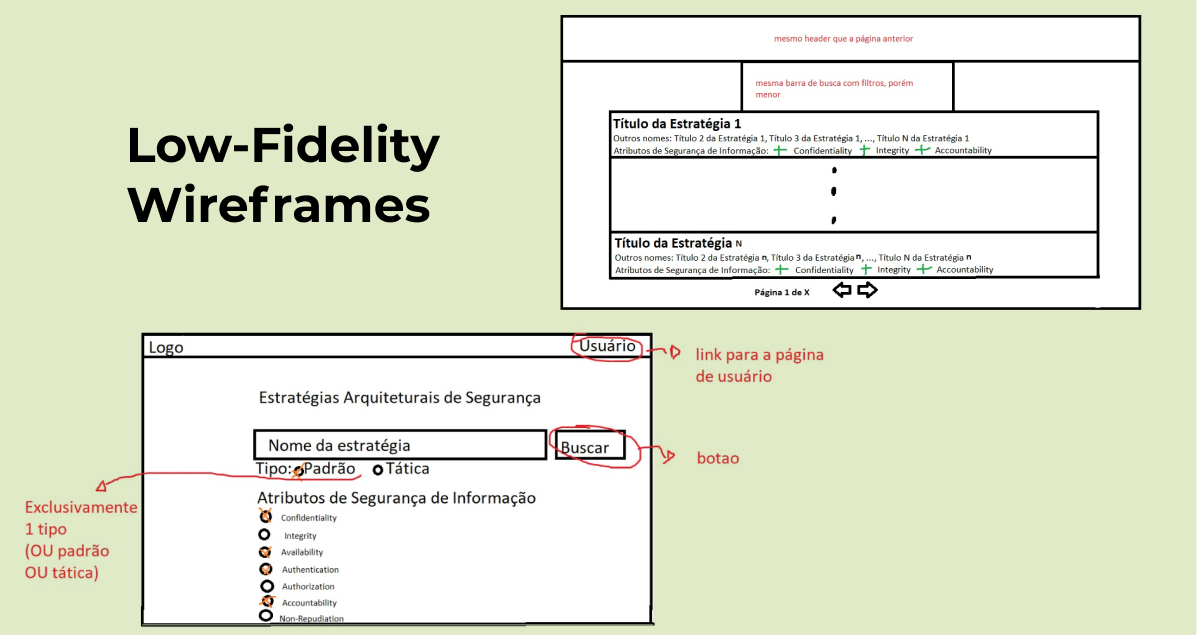 Low-Fidelity
Wireframes
mesmo header que a página anterior
mesma barra de busca com filtros, porém
menor
Título da Estratégia 1
Outros nomes: Título 2 da Estratégia 1, Título 3 da Estratégia 1, ..., Título N da Estratégia 1
Atributos de Segurança de Informação: + Confidentiality + Integrity + Accountability
Título da Estratégia N
Outros nomes: Título 2 da Estratégia n, Título 3 da Estratégia n, ..., Título N da Estratégia n
Atributos de Segurança de Informação: + Confidentiality + Integrity + Accountability
Página 1 de X
Logo
Usuário
link para a página
de usuário
Estratégias Arquiteturais de Segurança
Nome da estratégia
Buscar
botao
Tipo: Padrão Tática
Exclusivamente
1 tipo
(OU padrão
OU tática)
Atributos de Segurança de Informação
Confidentiality
Integrity
Availability
Authentication
Authorization
Accountability
Non-Repudiation